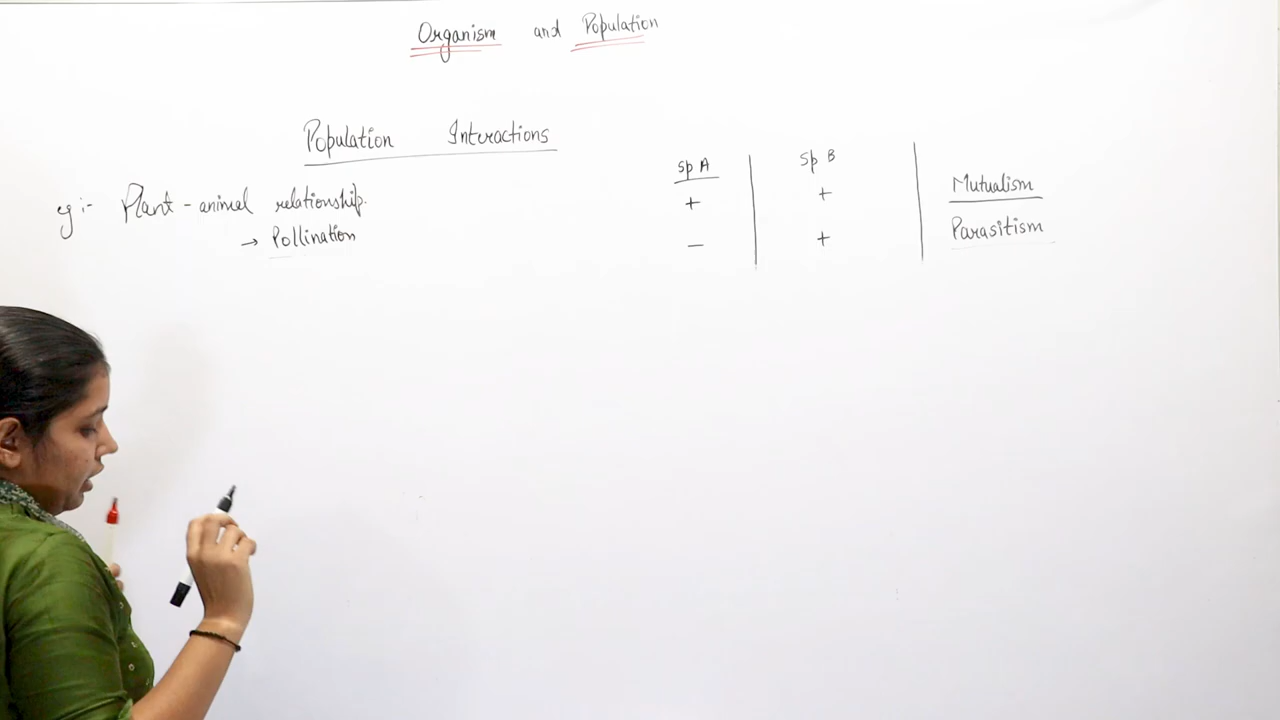 Organism and Population
Population Interactions
eg:- Plant-animal relationship.
→ Pollination
Sp A Sp B
+ + Mutualism
− + Parasitism